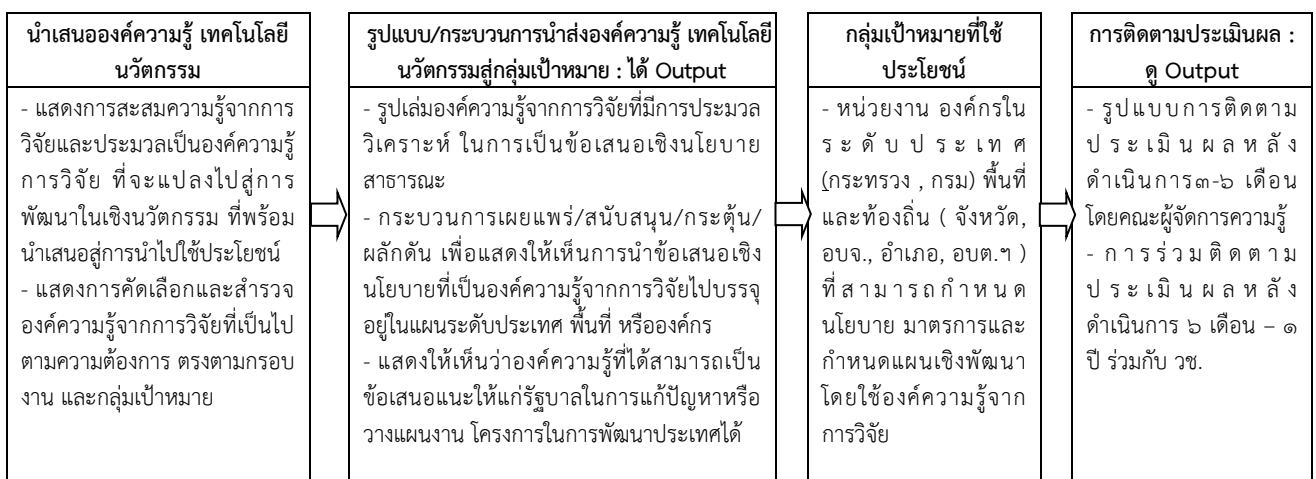 นำเสนอองค์ความรู้ เทคโนโลยี
นวัตกรรม
- แสดงการสะสมความรู้จากการ
วิจัยและประมวลเป็นองค์ความรู้
การวิจัย ที่จะแปลงไปสู่การ
พัฒนาในเชิงนวัตกรรม ที่พร้อม
นำเสนอสู่การนำไปใช้ประโยชน์
- แสดงการคัดเลือกและสำรวจ
องค์ความรู้จากการวิจัยที่เป็นไป
ตามความต้องการ ตรงตามกรอบ
งาน และกลุ่มเป้าหมาย
รูปแบบ/กระบวนการนำส่งองค์ความรู้ เทคโนโลยี
นวัตกรรมสู่กลุ่มเป้าหมาย : ได้ Output
- รูปเล่มองค์ความรู้จากการวิจัยที่มีการประมวล
วิเคราะห์ ในการเป็นข้อเสนอเชิงนโยบาย
สาธารณะ
- กระบวนการเผยแพร่/สนับสนุน/กระตุ้น/
ผลักดัน เพื่อแสดงให้เห็นการนำข้อเสนอเชิง
นโยบายที่เป็นองค์ความรู้จากการวิจัยไปบรรจุ
อยู่ในแผนระดับประเทศ พื้นที่ หรือองค์กร
- แสดงให้เห็นว่าองค์ความรู้ที่ได้สามารถเป็น
ข้อเสนอแนะให้แก่รัฐบาลในการแก้ปัญหาหรือ
วางแผนงาน โครงการในการพัฒนาประเทศได้
กลุ่มเป้าหมายที่ใช้
ประโยชน์
- หน่วยงาน องค์กรใน
ระดับประเทศ
(กระทรวง , กรม) พื้นที่
และท้องถิ่น ( จังหวัด,
อบจ., อำเภอ, อบต.ฯ )
ที่สามารถกำหนด
นโยบาย มาตรการและ
กำหนดแผนเชิงพัฒนา
โดยใช้องค์ความรู้จาก
การวิจัย
การติดตามประเมินผล :
ดู Output
- รูปแบบการติดตาม
ประเมินผลหลัง
ดำเนินการ๓-๖ เดือน
โดยคณะผู้จัดการความรู้
- การร่วมติดตาม
ประเมินผลหลัง
ดำเนินการ ๖ เดือน – ๑
ปี ร่วมกับ วช.